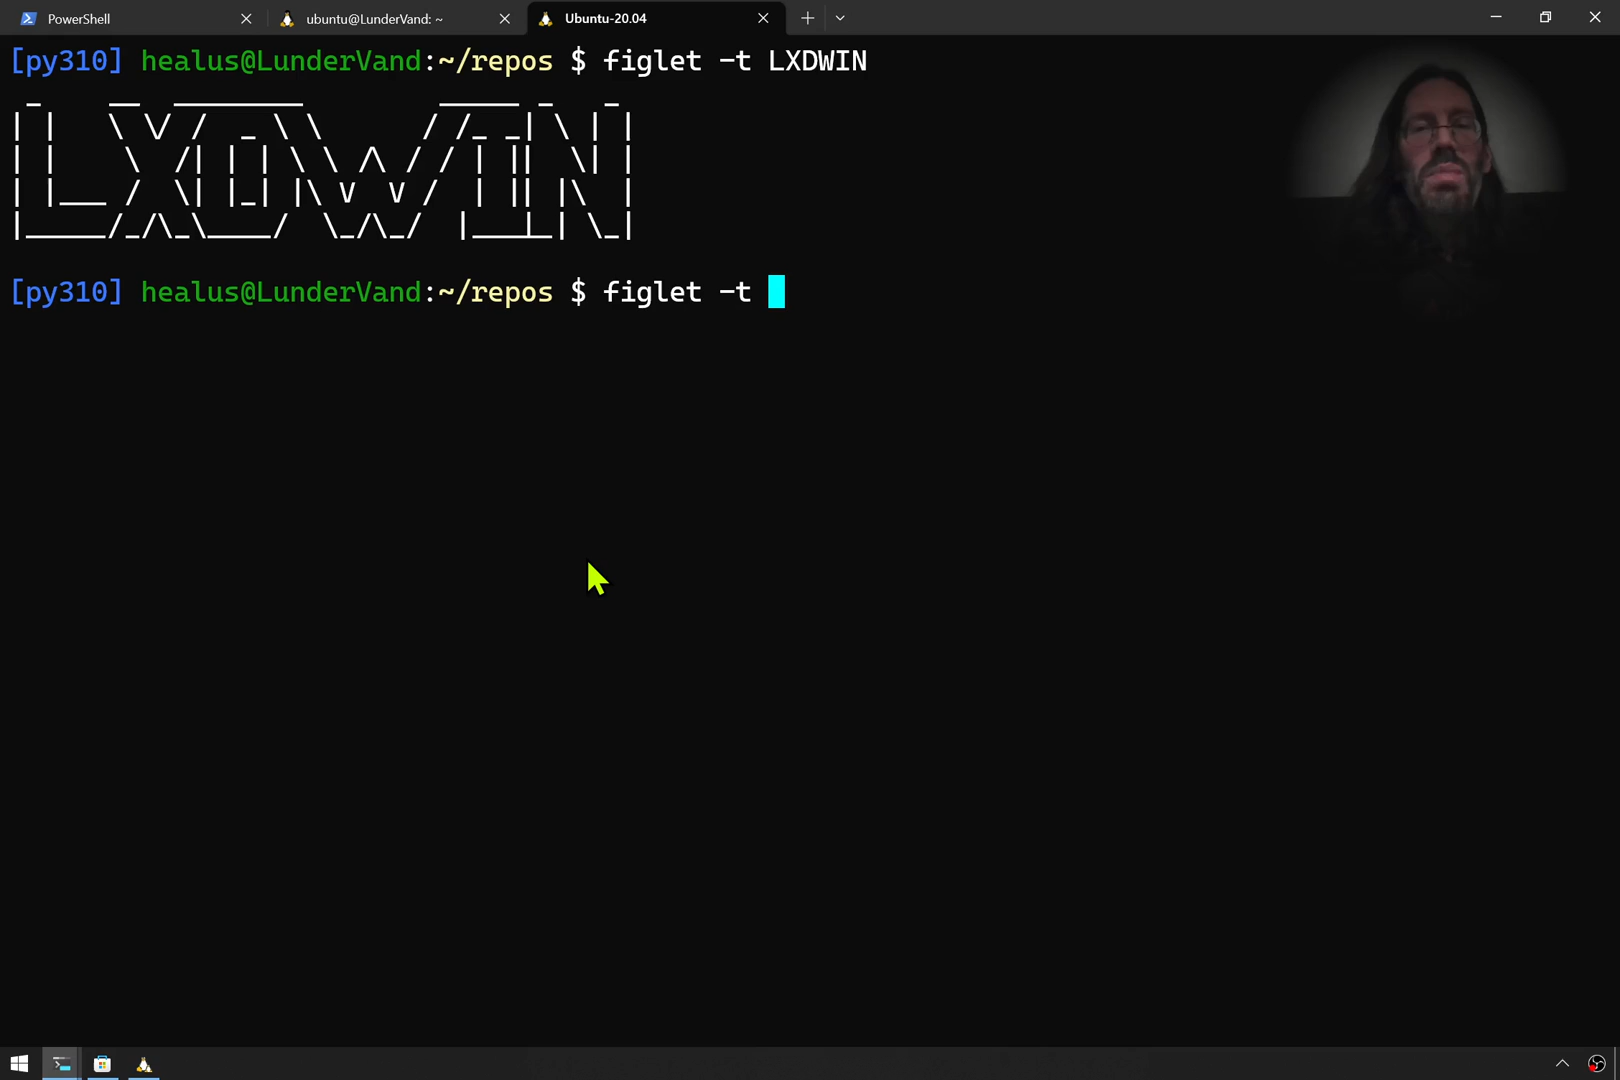 PowerShell
ubuntu@LunderVand: ~
Ubuntu-20.04
[py310] healus@LunderVand:~/repos $ figlet -t LXDWIN
LXDWIN
[py310] healus@LunderVand:~/repos $ figlet -t